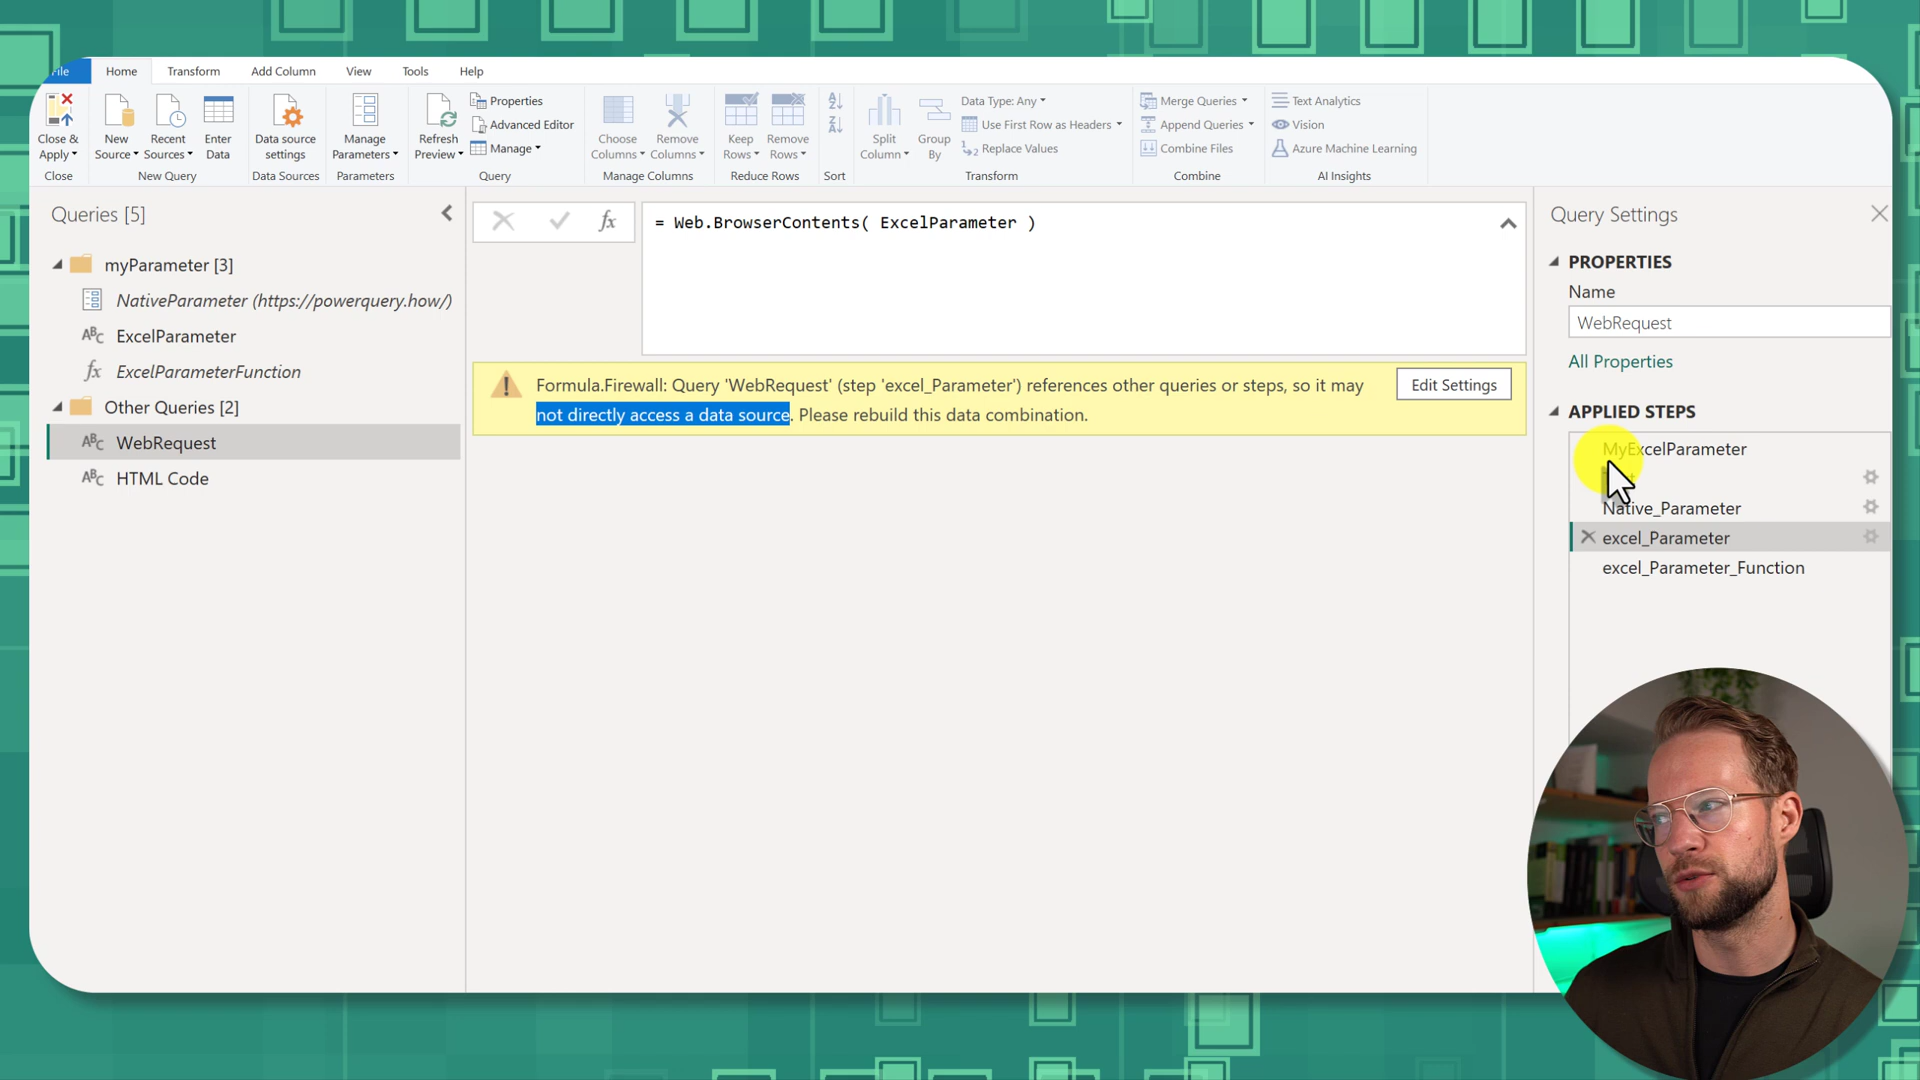 File
Home
Transform
Add Column
View
Tools
Help
Close &
Apply
Close
New
Source
Recent
Sources
Enter
Data
New Query
Data source
settings
Data Sources
Manage
Parameters
Parameters
Refresh
Preview
Properties
Advanced Editor
Manage
Query
Choose
Columns
Remove
Columns
Manage Columns
Keep
Rows
Remove
Rows
Reduce Rows
Sort
Split
Column
Group
By
Data Type: Any
Use First Row as Headers
Replace Values
Transform
Merge Queries
Append Queries
Combine Files
Combine
Text Analytics
Vision
Azure Machine Learning
AI Insights
Queries [5]
myParameter [3]
NativeParameter (https://powerquery.how/)
ExcelParameter
ExcelParameterFunction
Other Queries [2]
WebRequest
HTML Code
= Web.BrowserContents( ExcelParameter )
Formula.Firewall: Query 'WebRequest' (step 'excel_Parameter') references other queries or steps, so it may
not directly access a data source. Please rebuild this data combination.
Edit Settings
Query Settings
PROPERTIES
Name
WebRequest
All Properties
APPLIED STEPS
MyExcelParameter
Native_Parameter
excel_Parameter
excel_Parameter_Function